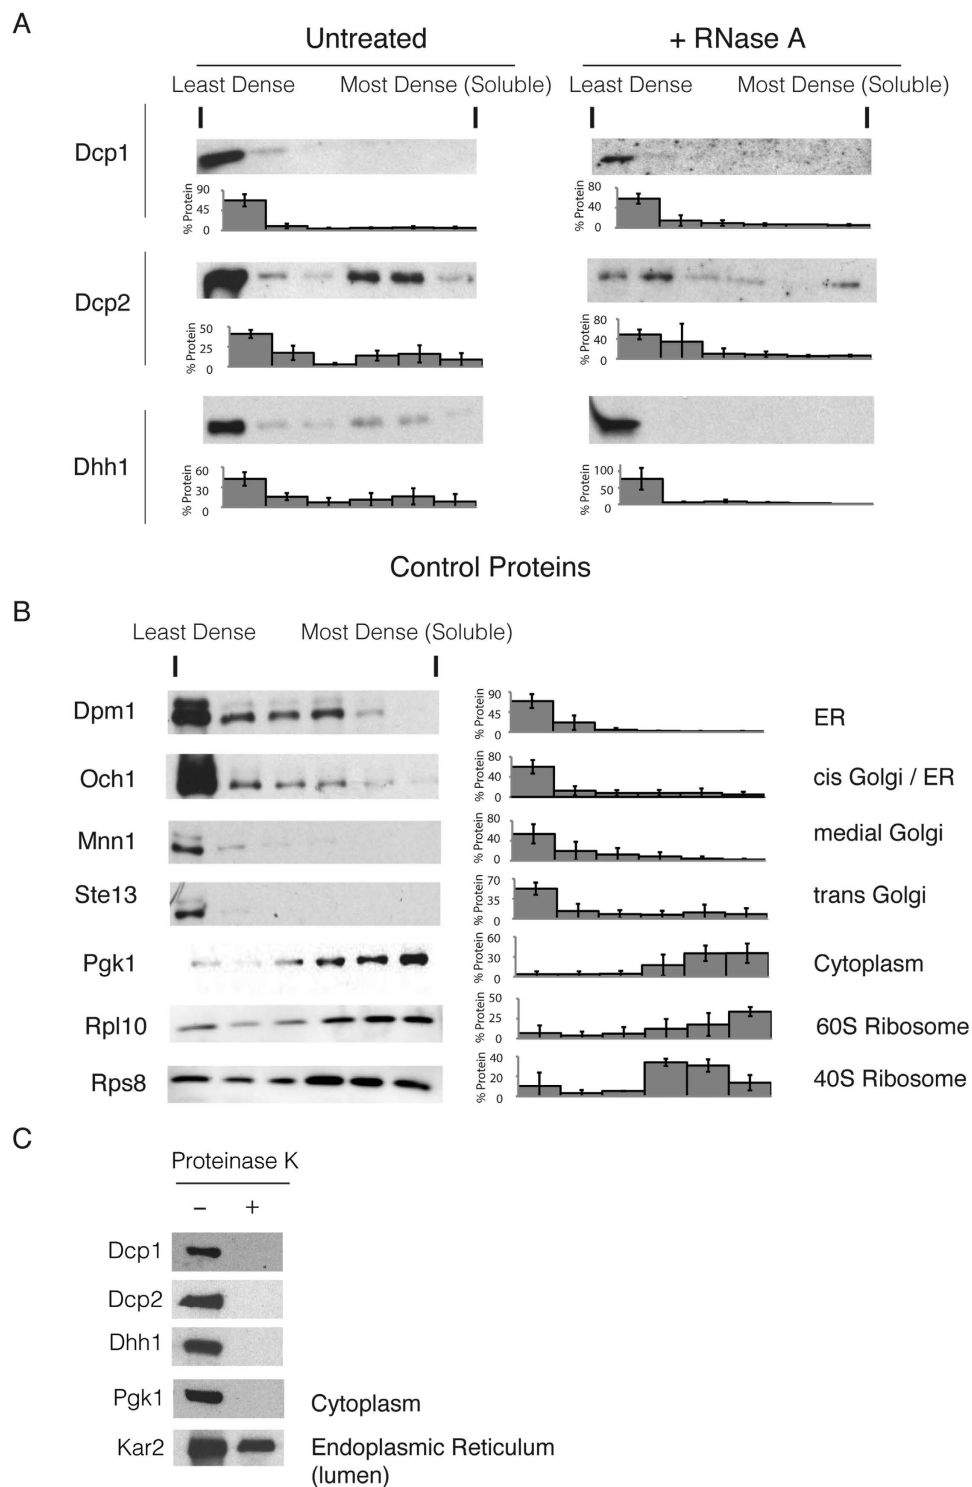 A
Untreated
+ RNase A
Least Dense
Most Dense (Soluble)
Least Dense
Most Dense (Soluble)
Dcp1
% Protein
90
45
0
% Protein
80
40
0
Dcp2
% Protein
50
25
0
% Protein
80
40
0
Dhh1
% Protein
60
30
0
% Protein
100
50
0
Control Proteins
B
Least Dense
Most Dense (Soluble)
Dpm1
% Protein
90
45
0
ER
Och1
% Protein
80
40
0
cis Golgi / ER
Mnn1
% Protein
80
40
0
medial Golgi
Ste13
% Protein
70
35
0
trans Golgi
Pgk1
% Protein
60
30
0
Cytoplasm
Rpl10
% Protein
50
25
0
60S Ribosome
Rps8
% Protein
40
20
0
40S Ribosome
C
Proteinase K
– +
Dcp1
Dcp2
Dhh1
Pgk1
Cytoplasm
Kar2
Endoplasmic Reticulum
(lumen)